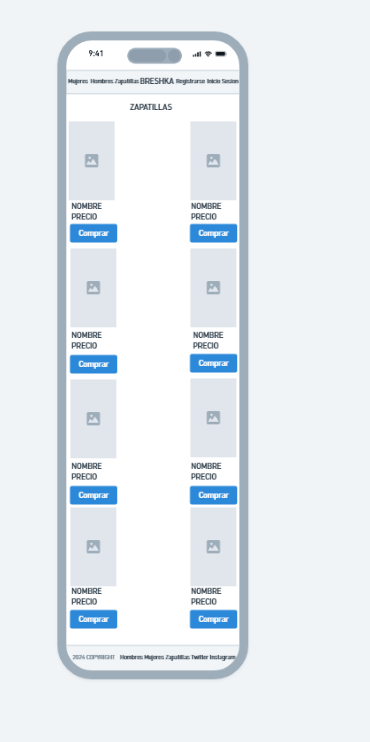 9:41
Mujeres Hombres Zapatillas BRESHKA Registrarse Inicio Sesion
ZAPATILLAS
NOMBRE NOMBRE
PRECIO PRECIO
Comprar Comprar
NOMBRE NOMBRE
PRECIO PRECIO
Comprar Comprar
NOMBRE NOMBRE
PRECIO PRECIO
Comprar Comprar
NOMBRE NOMBRE
PRECIO PRECIO
Comprar Comprar
2024 COPYRIGHT Hombres Mujeres Zapatillas Twitter Instagram